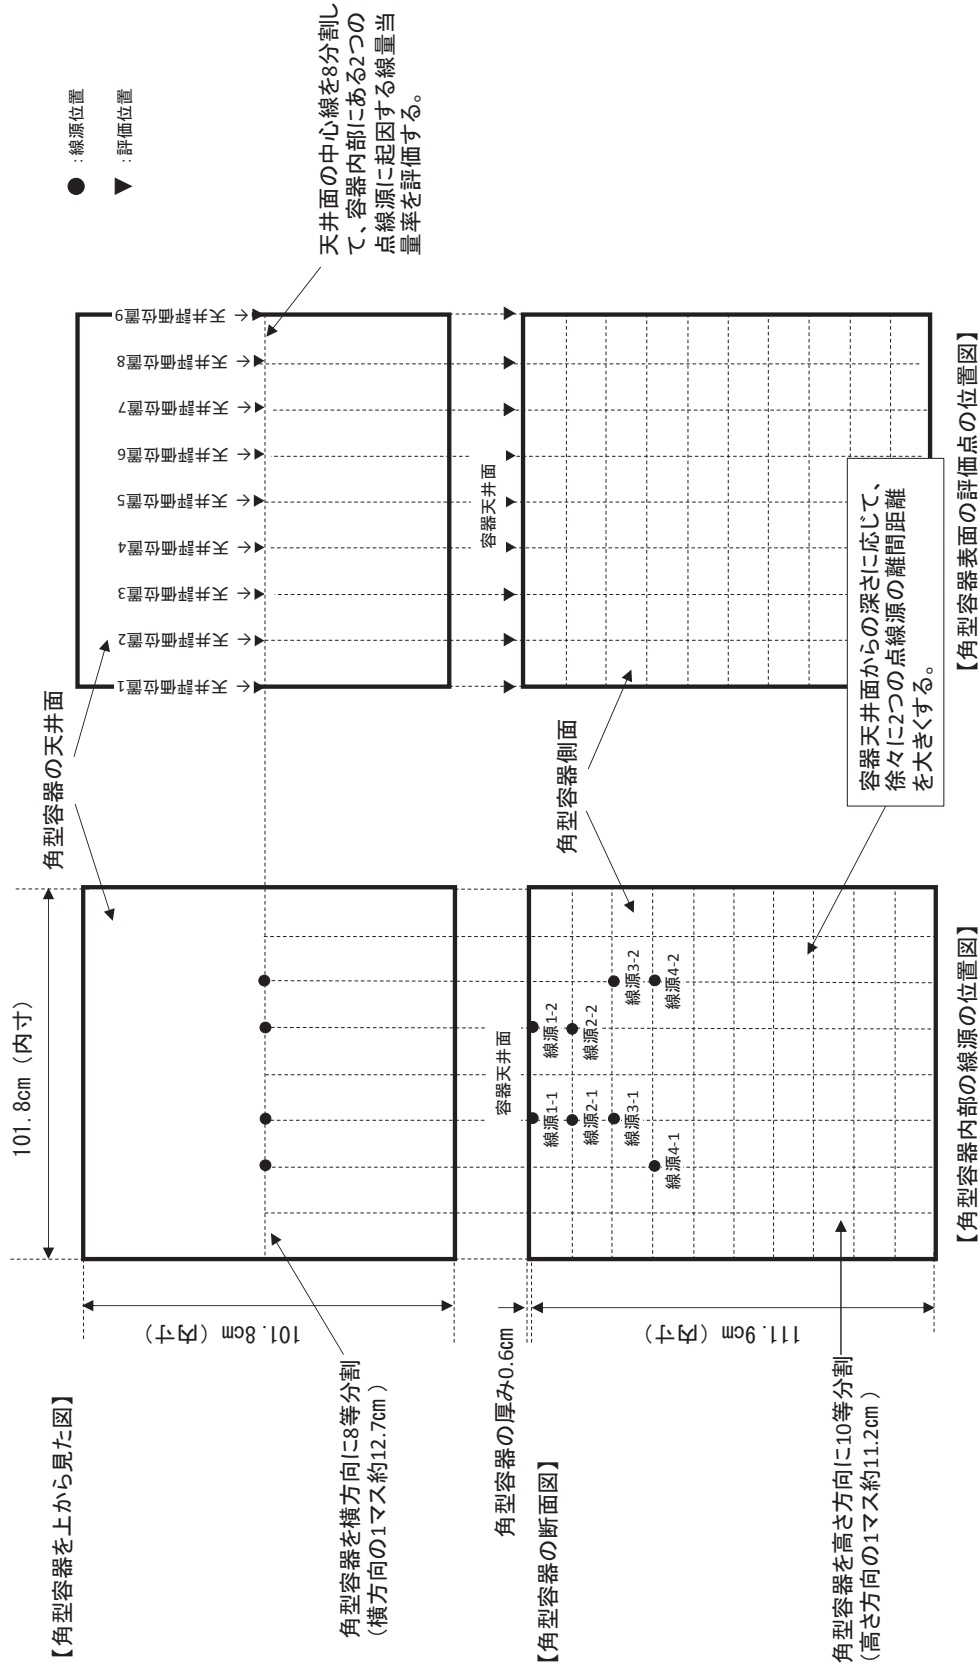 【角型容器を上から見た図】
101.8cm（内寸）
101.8cm（内寸）
角型容器の天井面
天井評価位置1
天井評価位置2
天井評価位置3
天井評価位置4
天井評価位置5
天井評価位置6
天井評価位置7
天井評価位置8
天井評価位置9
●：線源位置
▼：評価位置
天井面の中心線を8分割し
て、容器内部にある2つの
点線源に起因する線量当
量率を評価する。
角型容器を横方向に8等分割
（横方向の1マス約12.7cm）
角型容器の厚み0.6cm
【角型容器の断面図】
容器天井面
容器天井面
線源1-1
線源1-2
線源2-1
線源2-2
線源3-1
線源3-2
線源4-1
線源4-2
角型容器側面
111.9cm（内寸）
角型容器を高さ方向に10等分割
（高さ方向の1マス約11.2cm）
容器天井面からの深さに応じて、
徐々に2つの点線源の離間距離
を大きくする。
【角型容器内部の線源の位置図】
【角型容器表面の評価点の位置図】